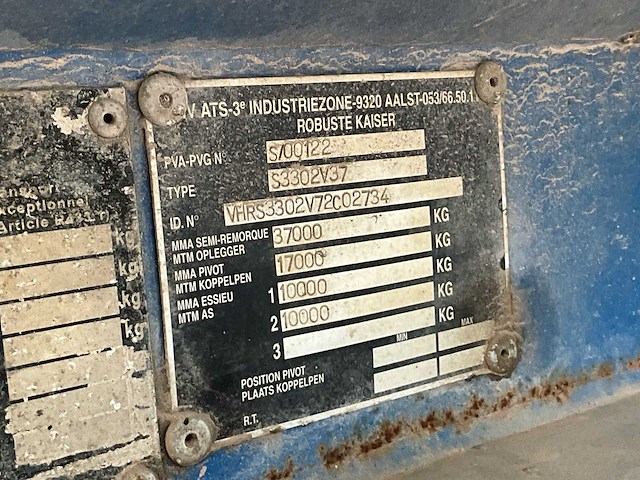 V ATS-3e INDUSTRIEZONE-9320 AALST-053/66.50.1
ROBUSTE KAISER
PVA-PVG N° S700122
TYPE S3302V37
ID. N° VHRS3302V72C02734
MMA SEMI-REMORQUE
MTM OPLEGGER 37000 KG
MMA PIVOT
MTM KOPPELPEN 17000 KG
MMA ESSIEU
MTM AS 1 10000 KG
2 10000 KG
3
MIN MAX
POSITION PIVOT
PLAATS KOPPELPEN
R.T.
xceptionnel
Article
kg
kg
kg
kg